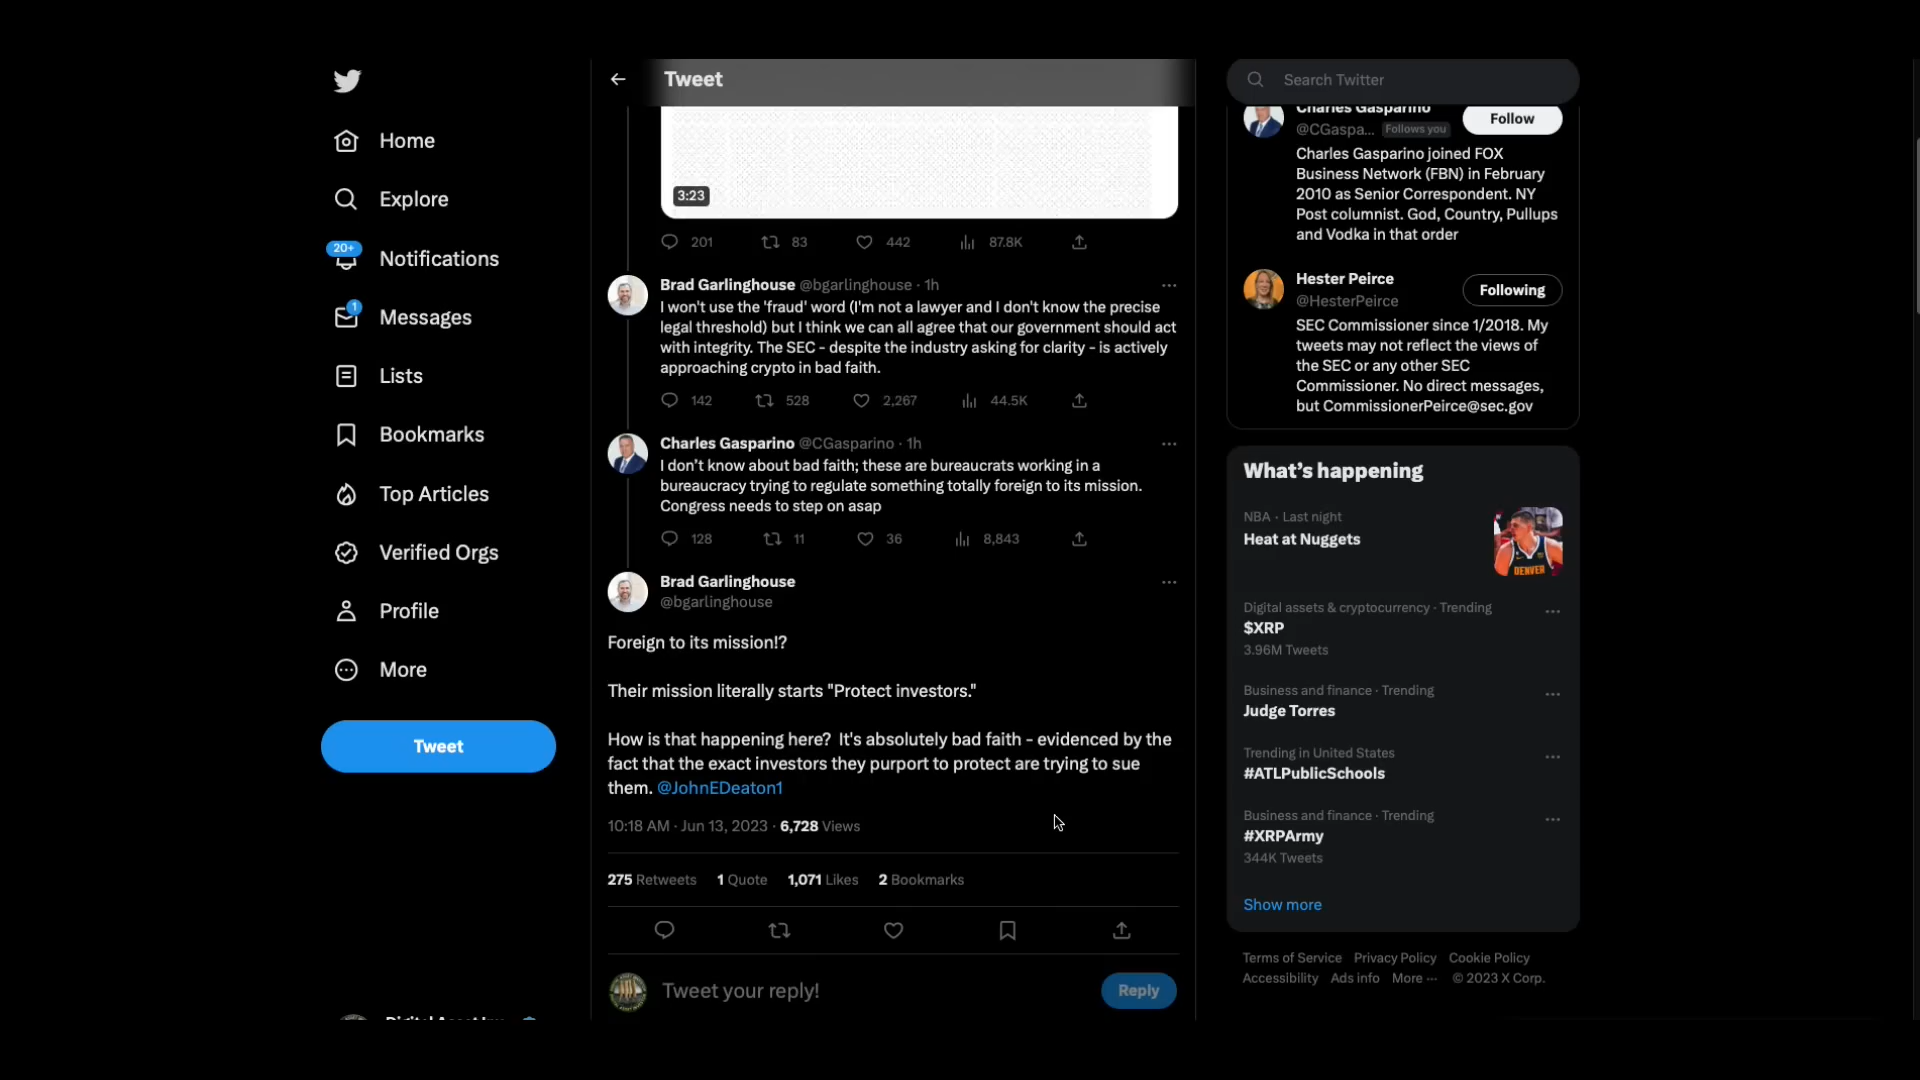 Home
Explore
20+
Notifications
1
Messages
Lists
Bookmarks
Top Articles
Verified Orgs
Profile
More
Tweet
Tweet
3:23
201 83 442 87.8K
Brad Garlinghouse @bgarlinghouse · 1h
I won't use the 'fraud' word (I'm not a lawyer and I don't know the precise
legal threshold) but I think we can all agree that our government should act
with integrity. The SEC - despite the industry asking for clarity - is actively
approaching crypto in bad faith.
142 528 2,267 44.5K
Charles Gasparino @CGasparino · 1h
I don't know about bad faith; these are bureaucrats working in a
bureaucracy trying to regulate something totally foreign to its mission.
Congress needs to step on asap
128 11 36 8,843
Brad Garlinghouse
@bgarlinghouse
Foreign to its mission!?
Their mission literally starts "Protect investors."
How is that happening here?  It's absolutely bad faith - evidenced by the
fact that the exact investors they purport to protect are trying to sue
them. @JohnEDeaton1
10:18 AM · Jun 13, 2023 · 6,728 Views
275 Retweets 1 Quote 1,071 Likes 2 Bookmarks
Tweet your reply!
Reply
Search Twitter
Charles Gasparino
@CGaspa... Follows you
Follow
Charles Gasparino joined FOX
Business Network (FBN) in February
2010 as Senior Correspondent. NY
Post columnist. God, Country, Pullups
and Vodka in that order
Hester Peirce
@HesterPeirce
Following
SEC Commissioner since 1/2018. My
tweets may not reflect the views of
the SEC or any other SEC
Commissioner. No direct messages,
but CommissionerPeirce@sec.gov
What's happening
NBA · Last night
Heat at Nuggets
DENVER
Digital assets & cryptocurrency · Trending
$XRP
3.96M Tweets
Business and finance · Trending
Judge Torres
Trending in United States
#ATLPublicSchools
Business and finance · Trending
#XRPArmy
344K Tweets
Show more
Terms of Service Privacy Policy Cookie Policy
Accessibility Ads info More ··· © 2023 X Corp.